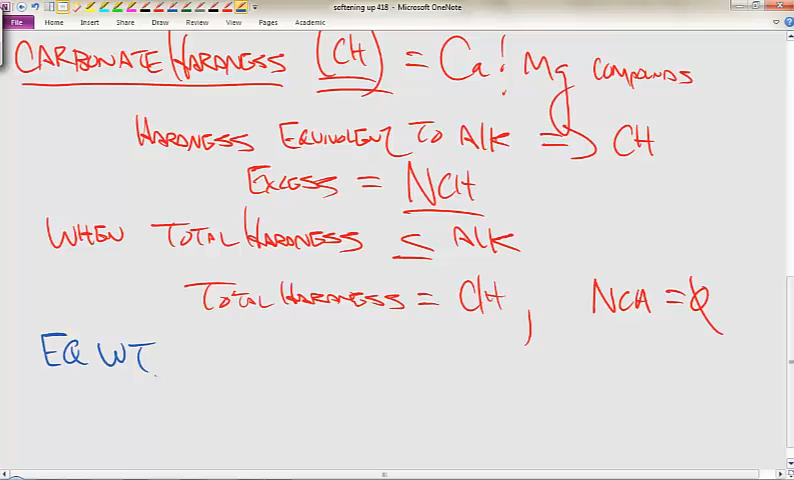 softening up 418 - Microsoft OneNote
File Home Insert Draw History Review View Pages Academic
CARBONATE HARDNESS (CH) = Ca ! Mg COMPOUNDS
HARDNESS EQUIVALENT TO Alk => CH
EXCESS = NCH
WHEN TOTAL HARDNESS ≤ Alk
TOTAL HARDNESS = CH, NCH = 0
EQ WT.